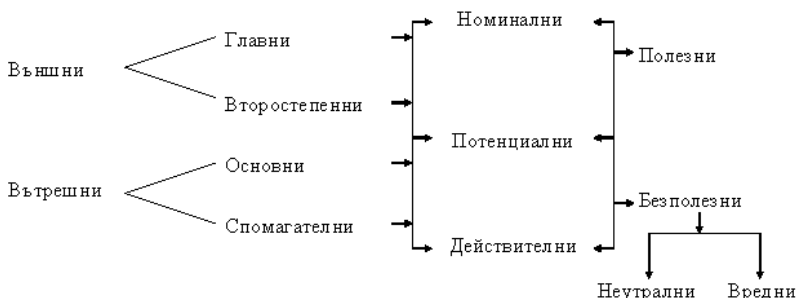 Външни
Главни
Второстепенни
Вътрешни
Основни
Спомагателни
Номинални
Потенциални
Действителни
Полезни
Безполезни
Неутрални
Вредни